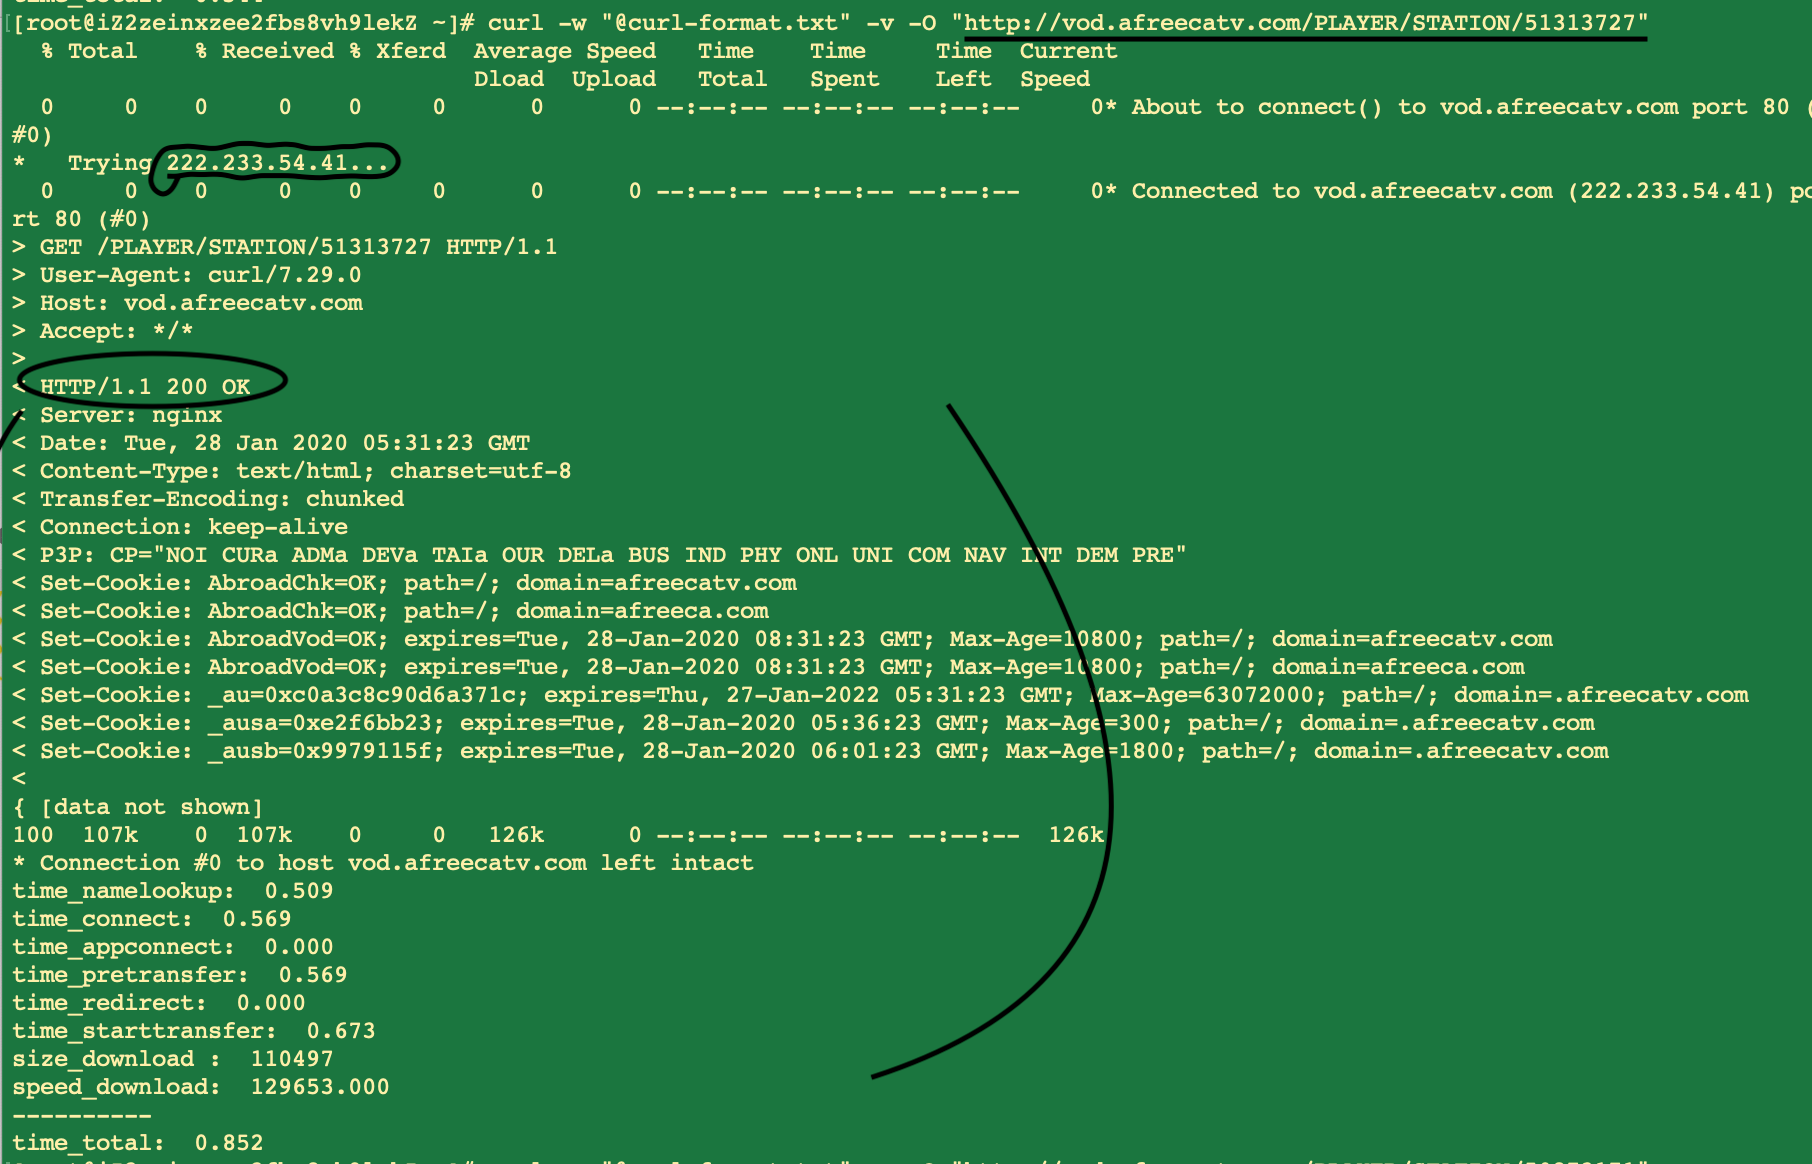 [root@iZ2zeinxzee2fbs8vh9lekZ ~]# curl -w "@curl-format.txt" -v -O "http://vod.afreecatv.com/PLAYER/STATION/51313727"
  % Total    % Received % Xferd  Average Speed   Time    Time     Time  Current
                                 Dload  Upload   Total   Spent    Left  Speed
  0     0    0     0    0     0      0      0 --:--:-- --:--:-- --:--:--     0* About to connect() to vod.afreecatv.com port 80 (
#0)
*   Trying 222.233.54.41...
  0     0    0     0    0     0      0      0 --:--:-- --:--:-- --:--:--     0* Connected to vod.afreecatv.com (222.233.54.41) po
rt 80 (#0)
> GET /PLAYER/STATION/51313727 HTTP/1.1
> User-Agent: curl/7.29.0
> Host: vod.afreecatv.com
> Accept: */*
>
< HTTP/1.1 200 OK
< Server: nginx
< Date: Tue, 28 Jan 2020 05:31:23 GMT
< Content-Type: text/html; charset=utf-8
< Transfer-Encoding: chunked
< Connection: keep-alive
< P3P: CP="NOI CURa ADMa DEVa TAIa OUR DELa BUS IND PHY ONL UNI COM NAV INT DEM PRE"
< Set-Cookie: AbroadChk=OK; path=/; domain=afreecatv.com
< Set-Cookie: AbroadChk=OK; path=/; domain=afreeca.com
< Set-Cookie: AbroadVod=OK; expires=Tue, 28-Jan-2020 08:31:23 GMT; Max-Age=10800; path=/; domain=afreecatv.com
< Set-Cookie: AbroadVod=OK; expires=Tue, 28-Jan-2020 08:31:23 GMT; Max-Age=10800; path=/; domain=afreeca.com
< Set-Cookie: _au=0xc0a3c8c90d6a371c; expires=Thu, 27-Jan-2022 05:31:23 GMT; Max-Age=63072000; path=/; domain=.afreecatv.com
< Set-Cookie: _ausa=0xe2f6bb23; expires=Tue, 28-Jan-2020 05:36:23 GMT; Max-Age=300; path=/; domain=.afreecatv.com
< Set-Cookie: _ausb=0x9979115f; expires=Tue, 28-Jan-2020 06:01:23 GMT; Max-Age=1800; path=/; domain=.afreecatv.com
<
{ [data not shown]
100  107k    0  107k    0     0   126k      0 --:--:-- --:--:-- --:--:--  126k
* Connection #0 to host vod.afreecatv.com left intact
time_namelookup:  0.509
time_connect:  0.569
time_appconnect:  0.000
time_pretransfer:  0.569
time_redirect:  0.000
time_starttransfer:  0.673
size_download :  110497
speed_download:  129653.000
----------
time_total:  0.852